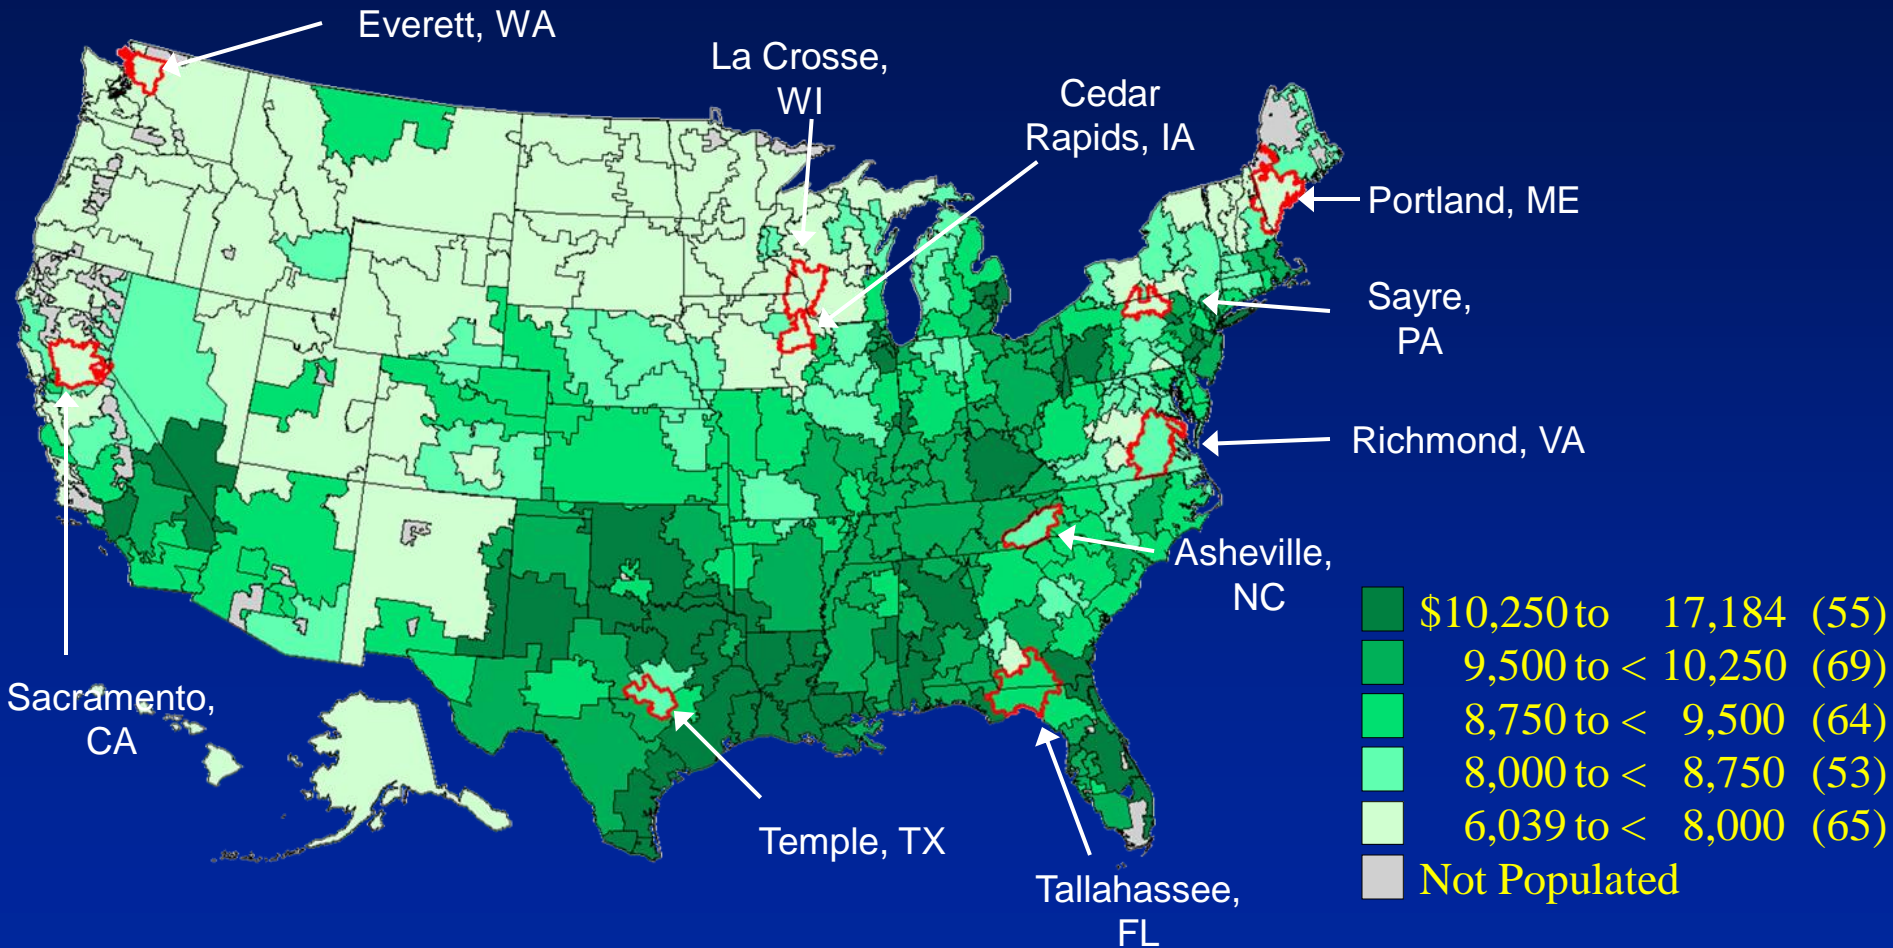 Everett, WA
La Crosse,
WI
Cedar
Rapids, IA
Portland, ME
Sayre,
PA
Richmond, VA
Asheville,
NC
Sacramento,
CA
Temple, TX
Tallahassee,
FL
$10,250 to 17,184 (55)
9,500 to < 10,250 (69)
8,750 to < 9,500 (64)
8,000 to < 8,750 (53)
6,039 to < 8,000 (65)
Not Populated